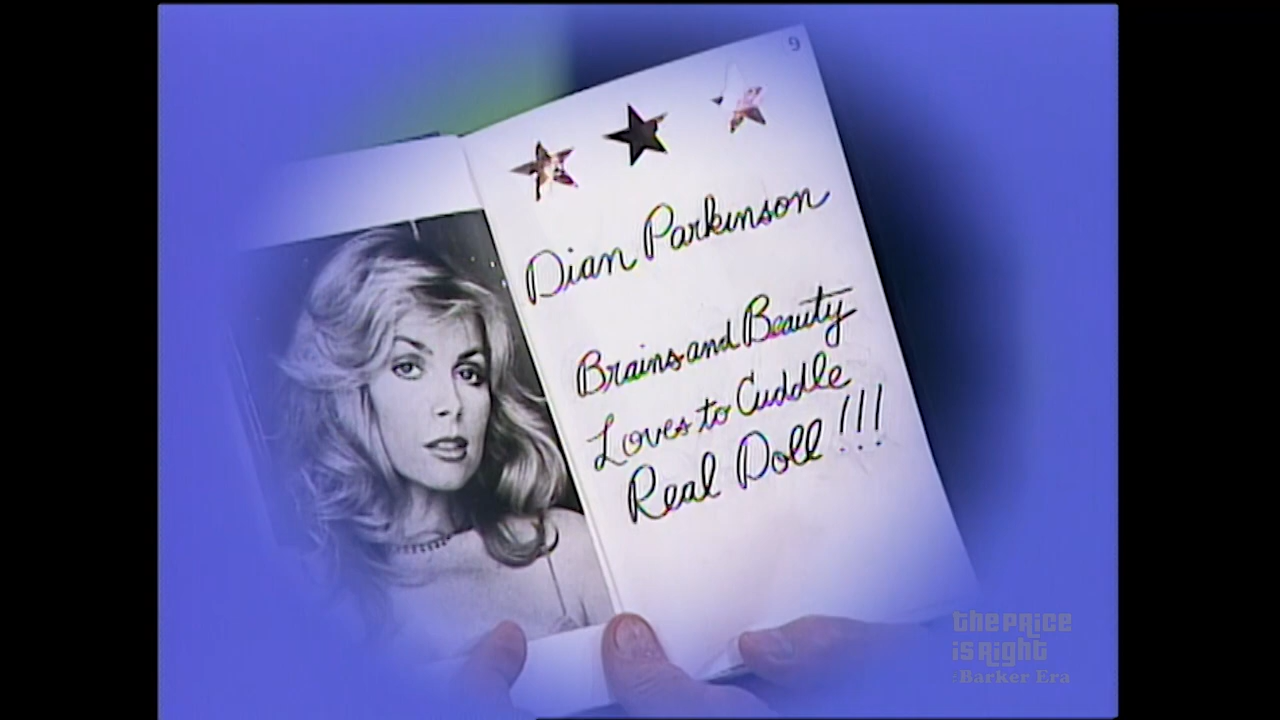 9
Dian Parkinson
Brains and Beauty
Loves to Cuddle
Real Doll !!!
the PRiCE
iS RigHt
:Barker Era